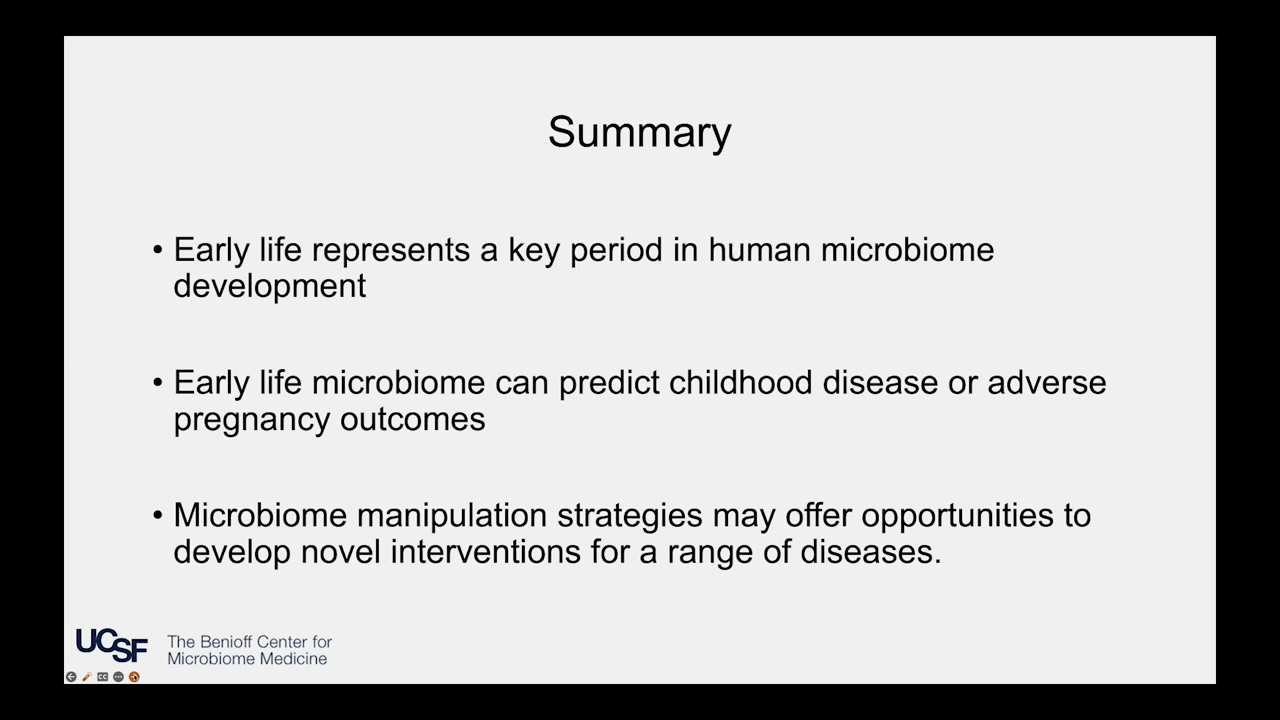 Summary
• Early life represents a key period in human microbiome
development
• Early life microbiome can predict childhood disease or adverse
pregnancy outcomes
• Microbiome manipulation strategies may offer opportunities to
develop novel interventions for a range of diseases.
UCSF
The Benioff Center for
Microbiome Medicine
CC